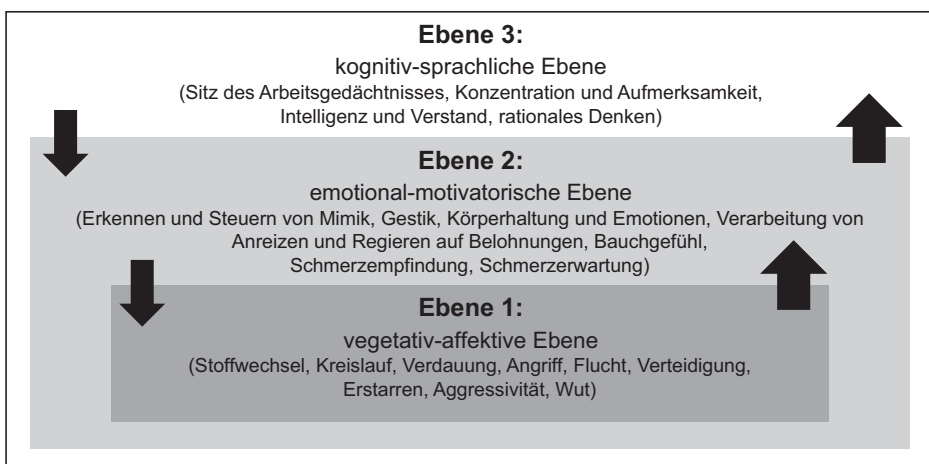 Ebene 3:
kognitiv-sprachliche Ebene
(Sitz des Arbeitsgedächtnisses, Konzentration und Aufmerksamkeit,
Intelligenz und Verstand, rationales Denken)
Ebene 2:
emotional-motivatorische Ebene
(Erkennen und Steuern von Mimik, Gestik, Körperhaltung und Emotionen, Verarbeitung von
Anreizen und Regieren auf Belohnungen, Bauchgefühl,
Schmerzempfindung, Schmerzerwartung)
Ebene 1:
vegetativ-affektive Ebene
(Stoffwechsel, Kreislauf, Verdauung, Angriff, Flucht, Verteidigung,
Erstarren, Aggressivität, Wut)